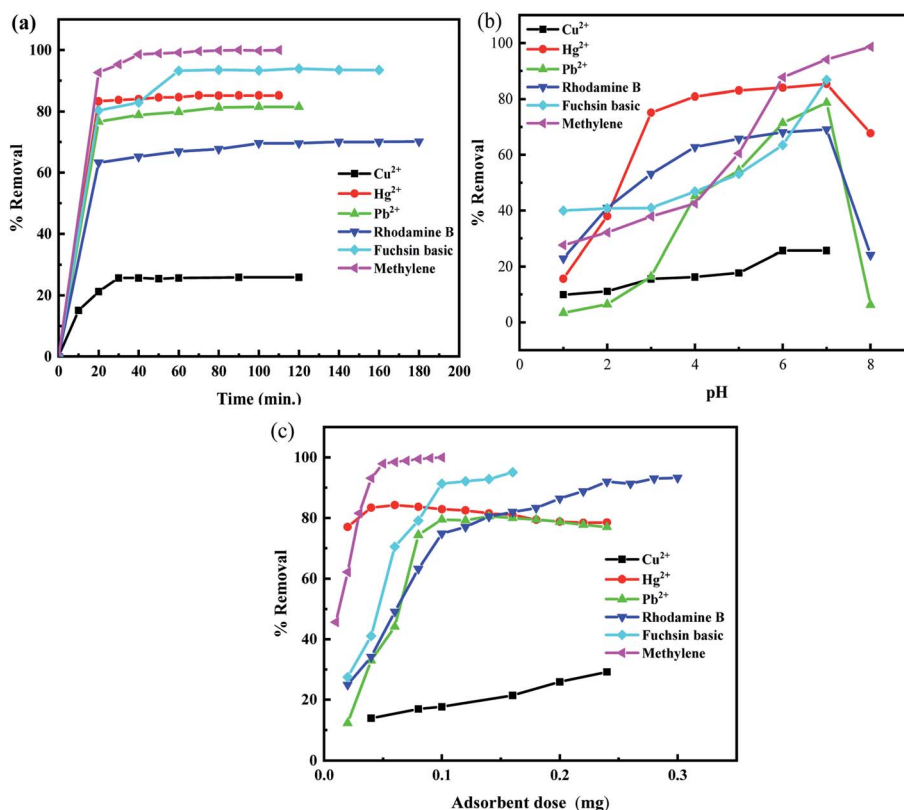 (a)
100
80
60
40
20
0
% Removal
Cu²⁺
Hg²⁺
Pb²⁺
Rhodamine B
Fuchsin basic
Methylene
0 20 40 60 80 100 120 140 160 180 200
Time (min.)
(b)
100
80
60
40
20
0
% Removal
Cu²⁺
Hg²⁺
Pb²⁺
Rhodamine B
Fuchsin basic
Methylene
0 2 4 6 8
pH
(c)
100
80
60
40
20
0
% Removal
Cu²⁺
Hg²⁺
Pb²⁺
Rhodamine B
Fuchsin basic
Methylene
0.0 0.1 0.2 0.3
Adsorbent dose (mg)